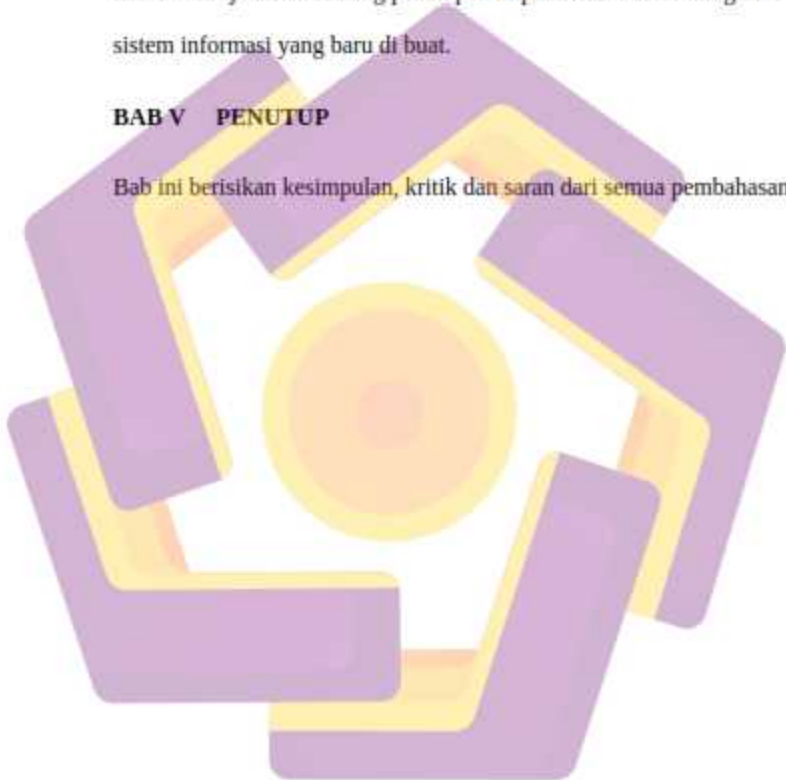 sistem informasi yang baru di buat.
BAB V PENUTUP
Bab ini berisikan kesimpulan, kritik dan saran dari semua pembahasan